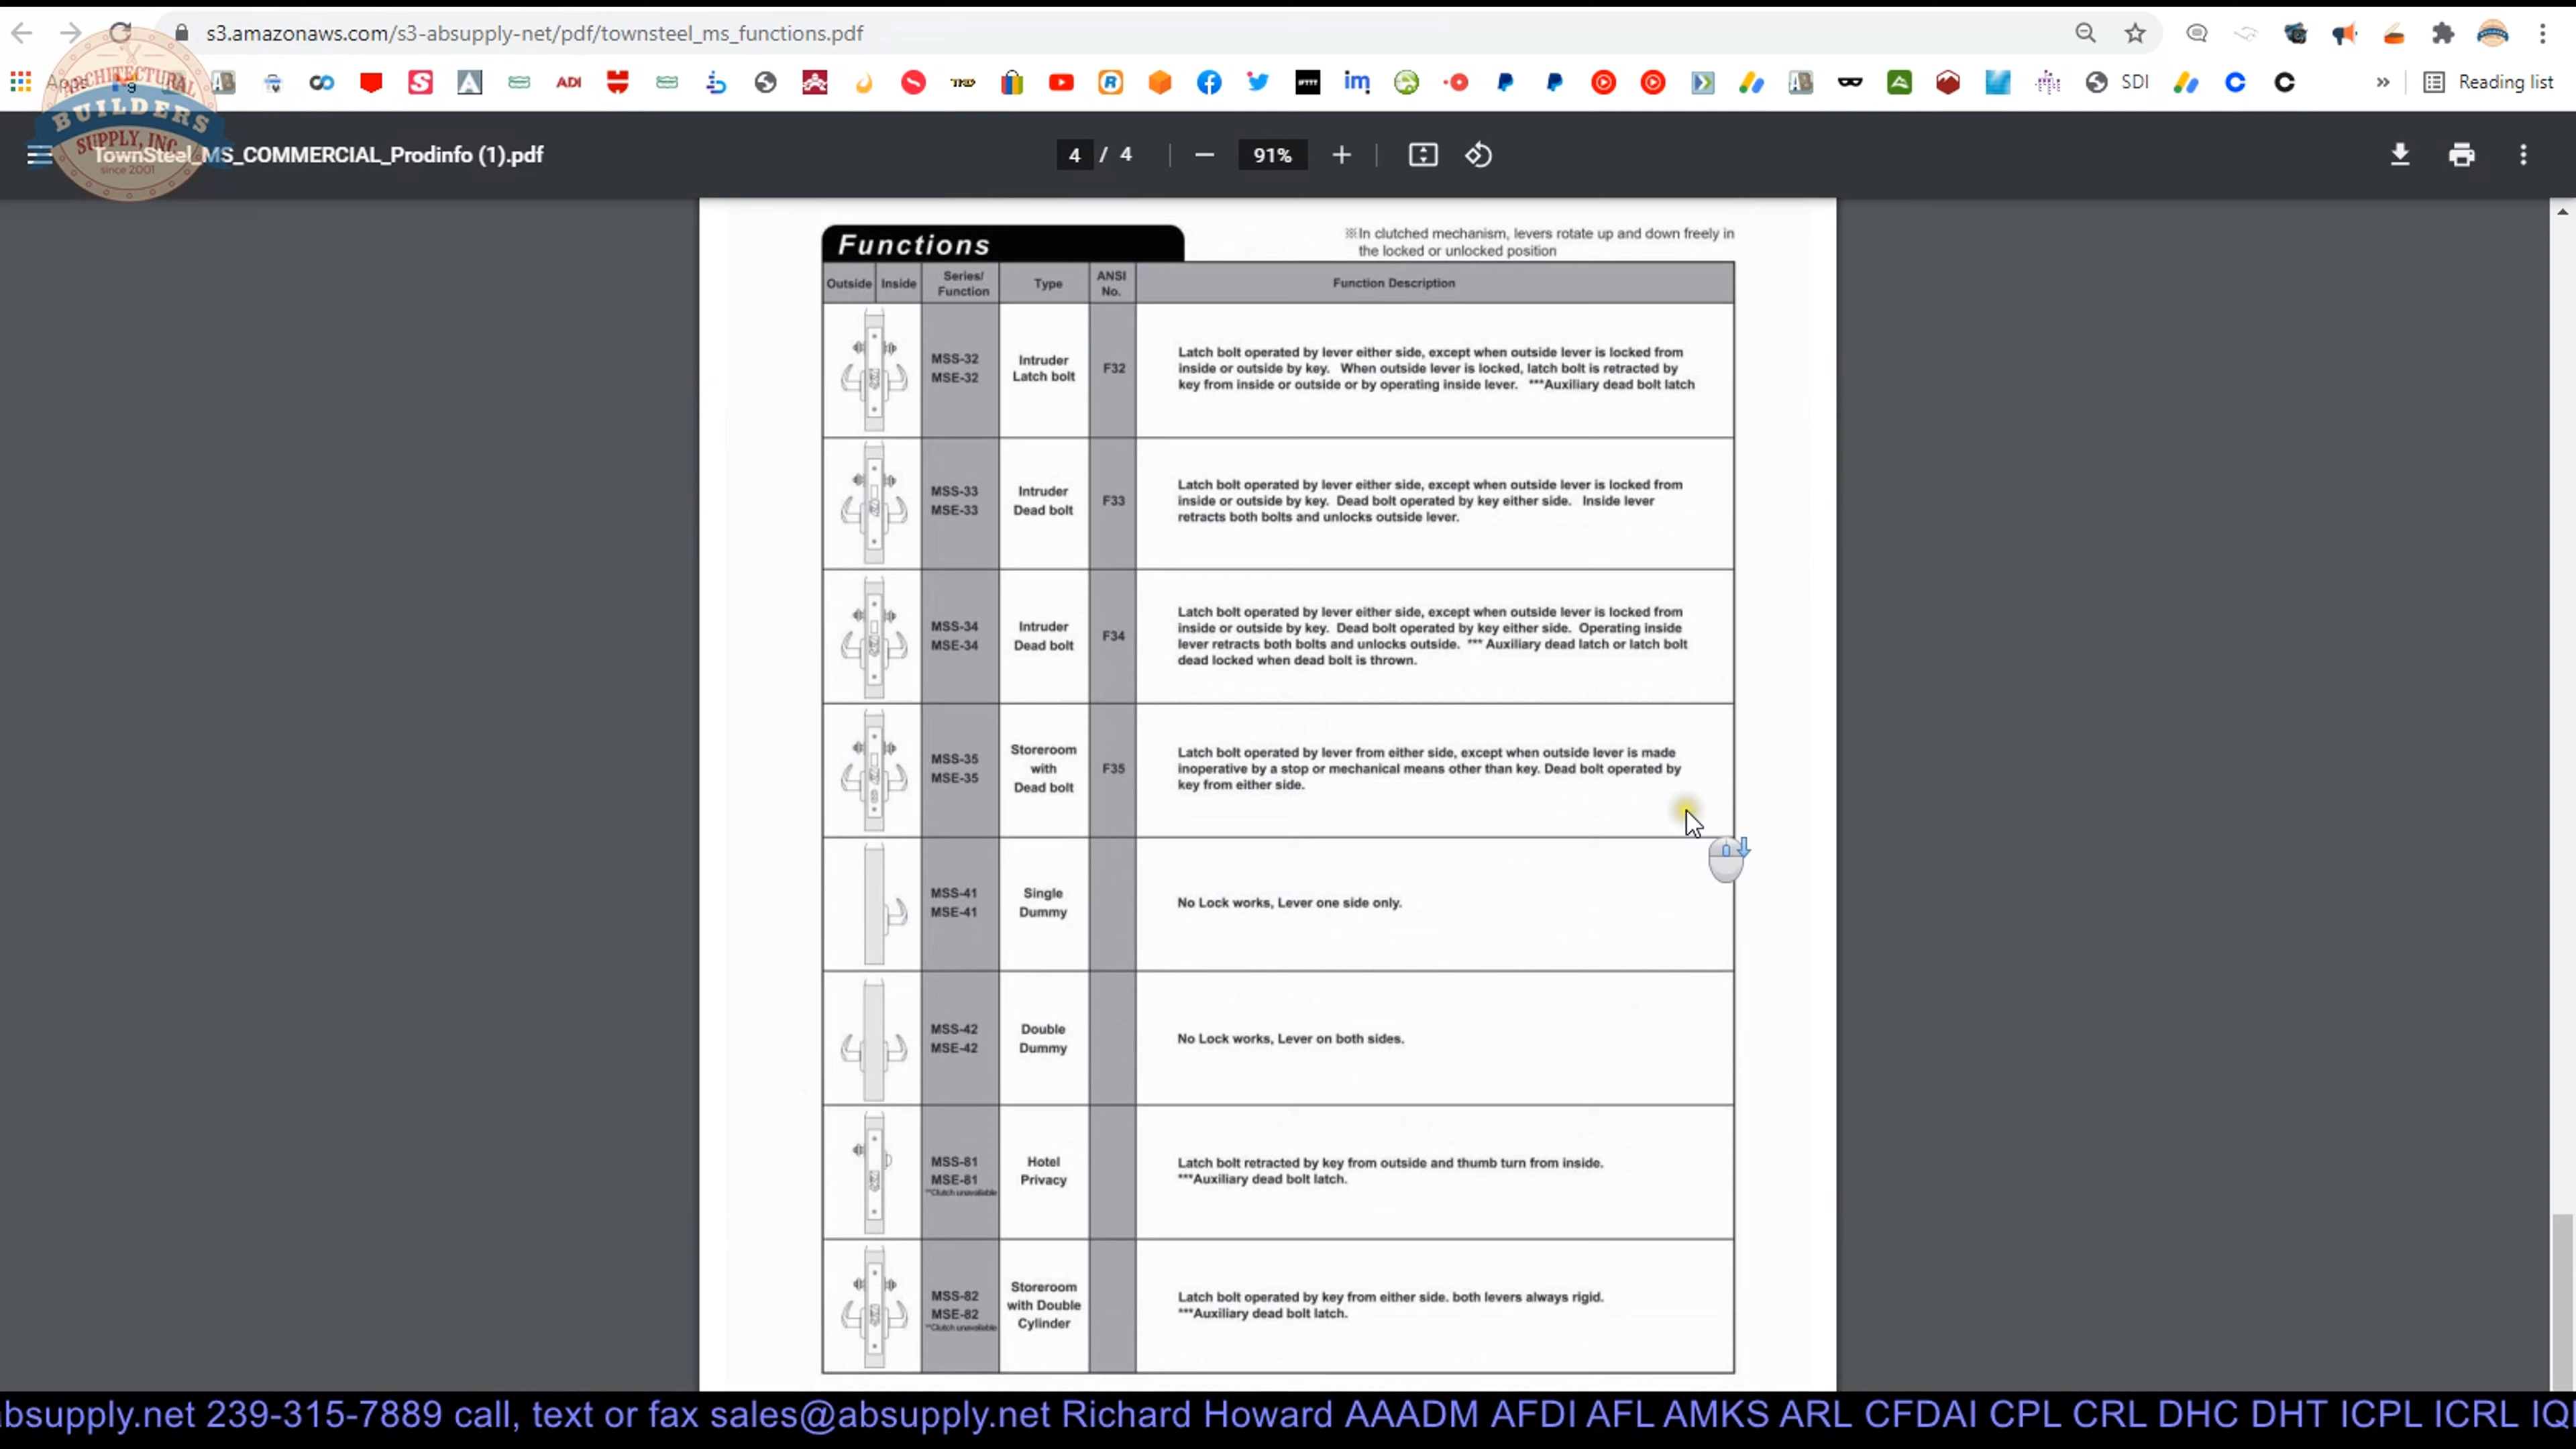 s3.amazonaws.com/s3-absupply-net/pdf/townsteel_ms_functions.pdf
Apps
ADI
IFTTT
im
SDI
Reading list
ARCHITECTURAL
BUILDERS
SUPPLY, INC.
since 2001
TownSteel_MS_COMMERCIAL_Prodinfo (1).pdf
4 / 4
91%
Functions
※In clutched mechanism, levers rotate up and down freely in
the locked or unlocked position
Outside Inside Series/ Function Type ANSI No. Function Description
MSS-32
MSE-32
Intruder
Latch bolt
F32
Latch bolt operated by lever either side, except when outside lever is locked from
inside or outside by key. When outside lever is locked, latch bolt is retracted by
key from inside or outside or by operating inside lever. ***Auxiliary dead bolt latch
MSS-33
MSE-33
Intruder
Dead bolt
F33
Latch bolt operated by lever either side, except when outside lever is locked from
inside or outside by key. Dead bolt operated by key either side. Inside lever
retracts both bolts and unlocks outside lever.
MSS-34
MSE-34
Intruder
Dead bolt
F34
Latch bolt operated by lever either side, except when outside lever is locked from
inside or outside by key. Dead bolt operated by key either side. Operating inside
lever retracts both bolts and unlocks outside. *** Auxiliary dead latch or latch bolt
dead locked when dead bolt is thrown.
MSS-35
MSE-35
Storeroom
with
Dead bolt
F35
Latch bolt operated by lever from either side, except when outside lever is made
inoperative by a stop or mechanical means other than key. Dead bolt operated by
key from either side.
MSS-41
MSE-41
Single
Dummy
No Lock works, Lever one side only.
MSS-42
MSE-42
Double
Dummy
No Lock works, Lever on both sides.
MSS-81
MSE-81
**Clutch unavailable
Hotel
Privacy
Latch bolt retracted by key from outside and thumb turn from inside.
***Auxiliary dead bolt latch.
MSS-82
MSE-82
**Clutch unavailable
Storeroom
with Double
Cylinder
Latch bolt operated by key from either side. both levers always rigid.
***Auxiliary dead bolt latch.
absupply.net 239-315-7889 call, text or fax sales@absupply.net Richard Howard AAADM AFDI AFL AMKS ARL CFDAI CPL CRL DHC DHT ICPL ICRL